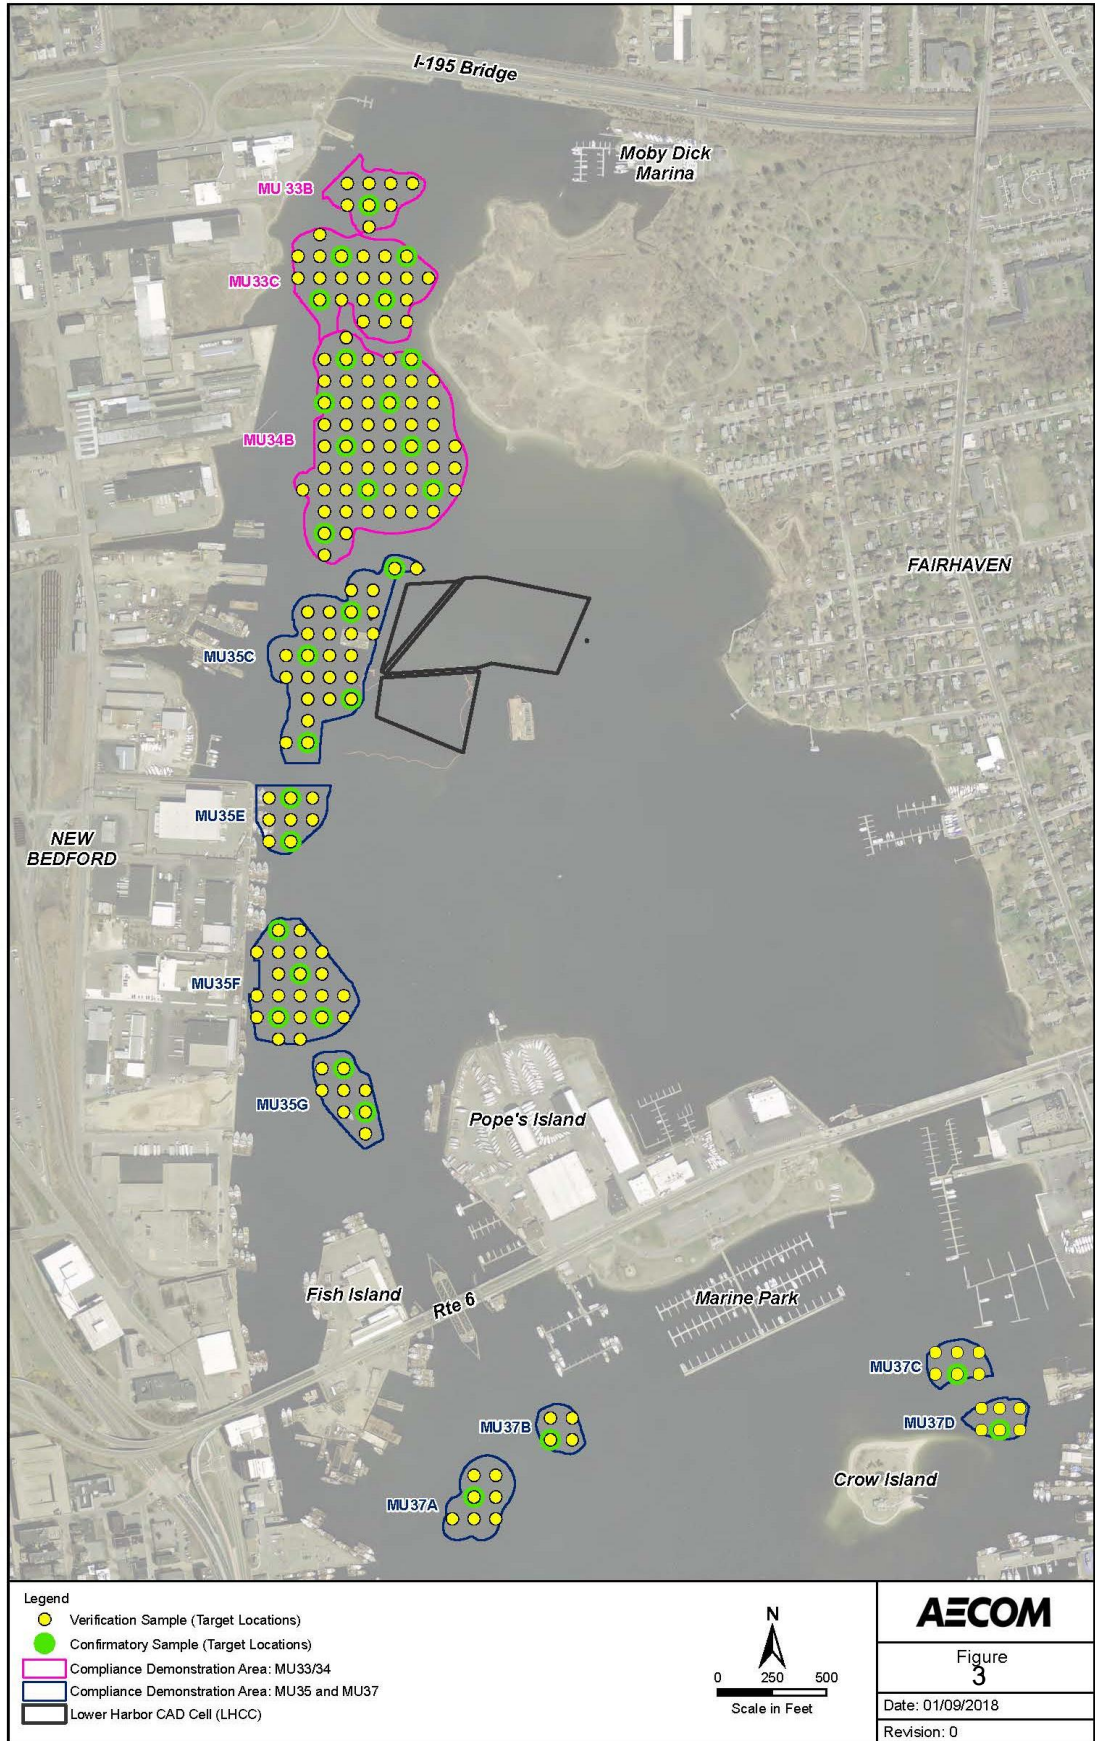 I-195 Bridge
Moby Dick
Marina
MU 33B
MU33C
MU34B
FAIRHAVEN
MU35C
MU35E
NEW
BEDFORD
MU35F
MU35G
Pope's Island
Fish Island
Rte 6
Marine Park
MU37C
MU37D
MU37B
Crow Island
MU37A
Legend
Verification Sample (Target Locations)
Confirmatory Sample (Target Locations)
Compliance Demonstration Area: MU33/34
Compliance Demonstration Area: MU35 and MU37
Lower Harbor CAD Cell (LHCC)
N
0 250 500
Scale in Feet
AECOM
Figure
3
Date: 01/09/2018
Revision: 0